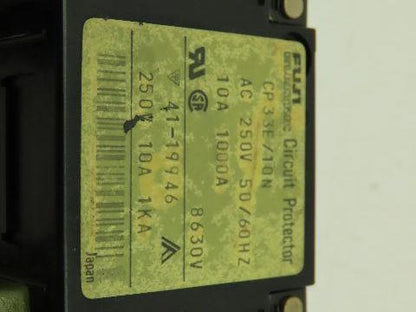 FUJI Circuit Protector
CP33E/10N
AC 250V 50/60HZ
10A 1000A
8630V
41-19946
250V 10A 1KA
Japan